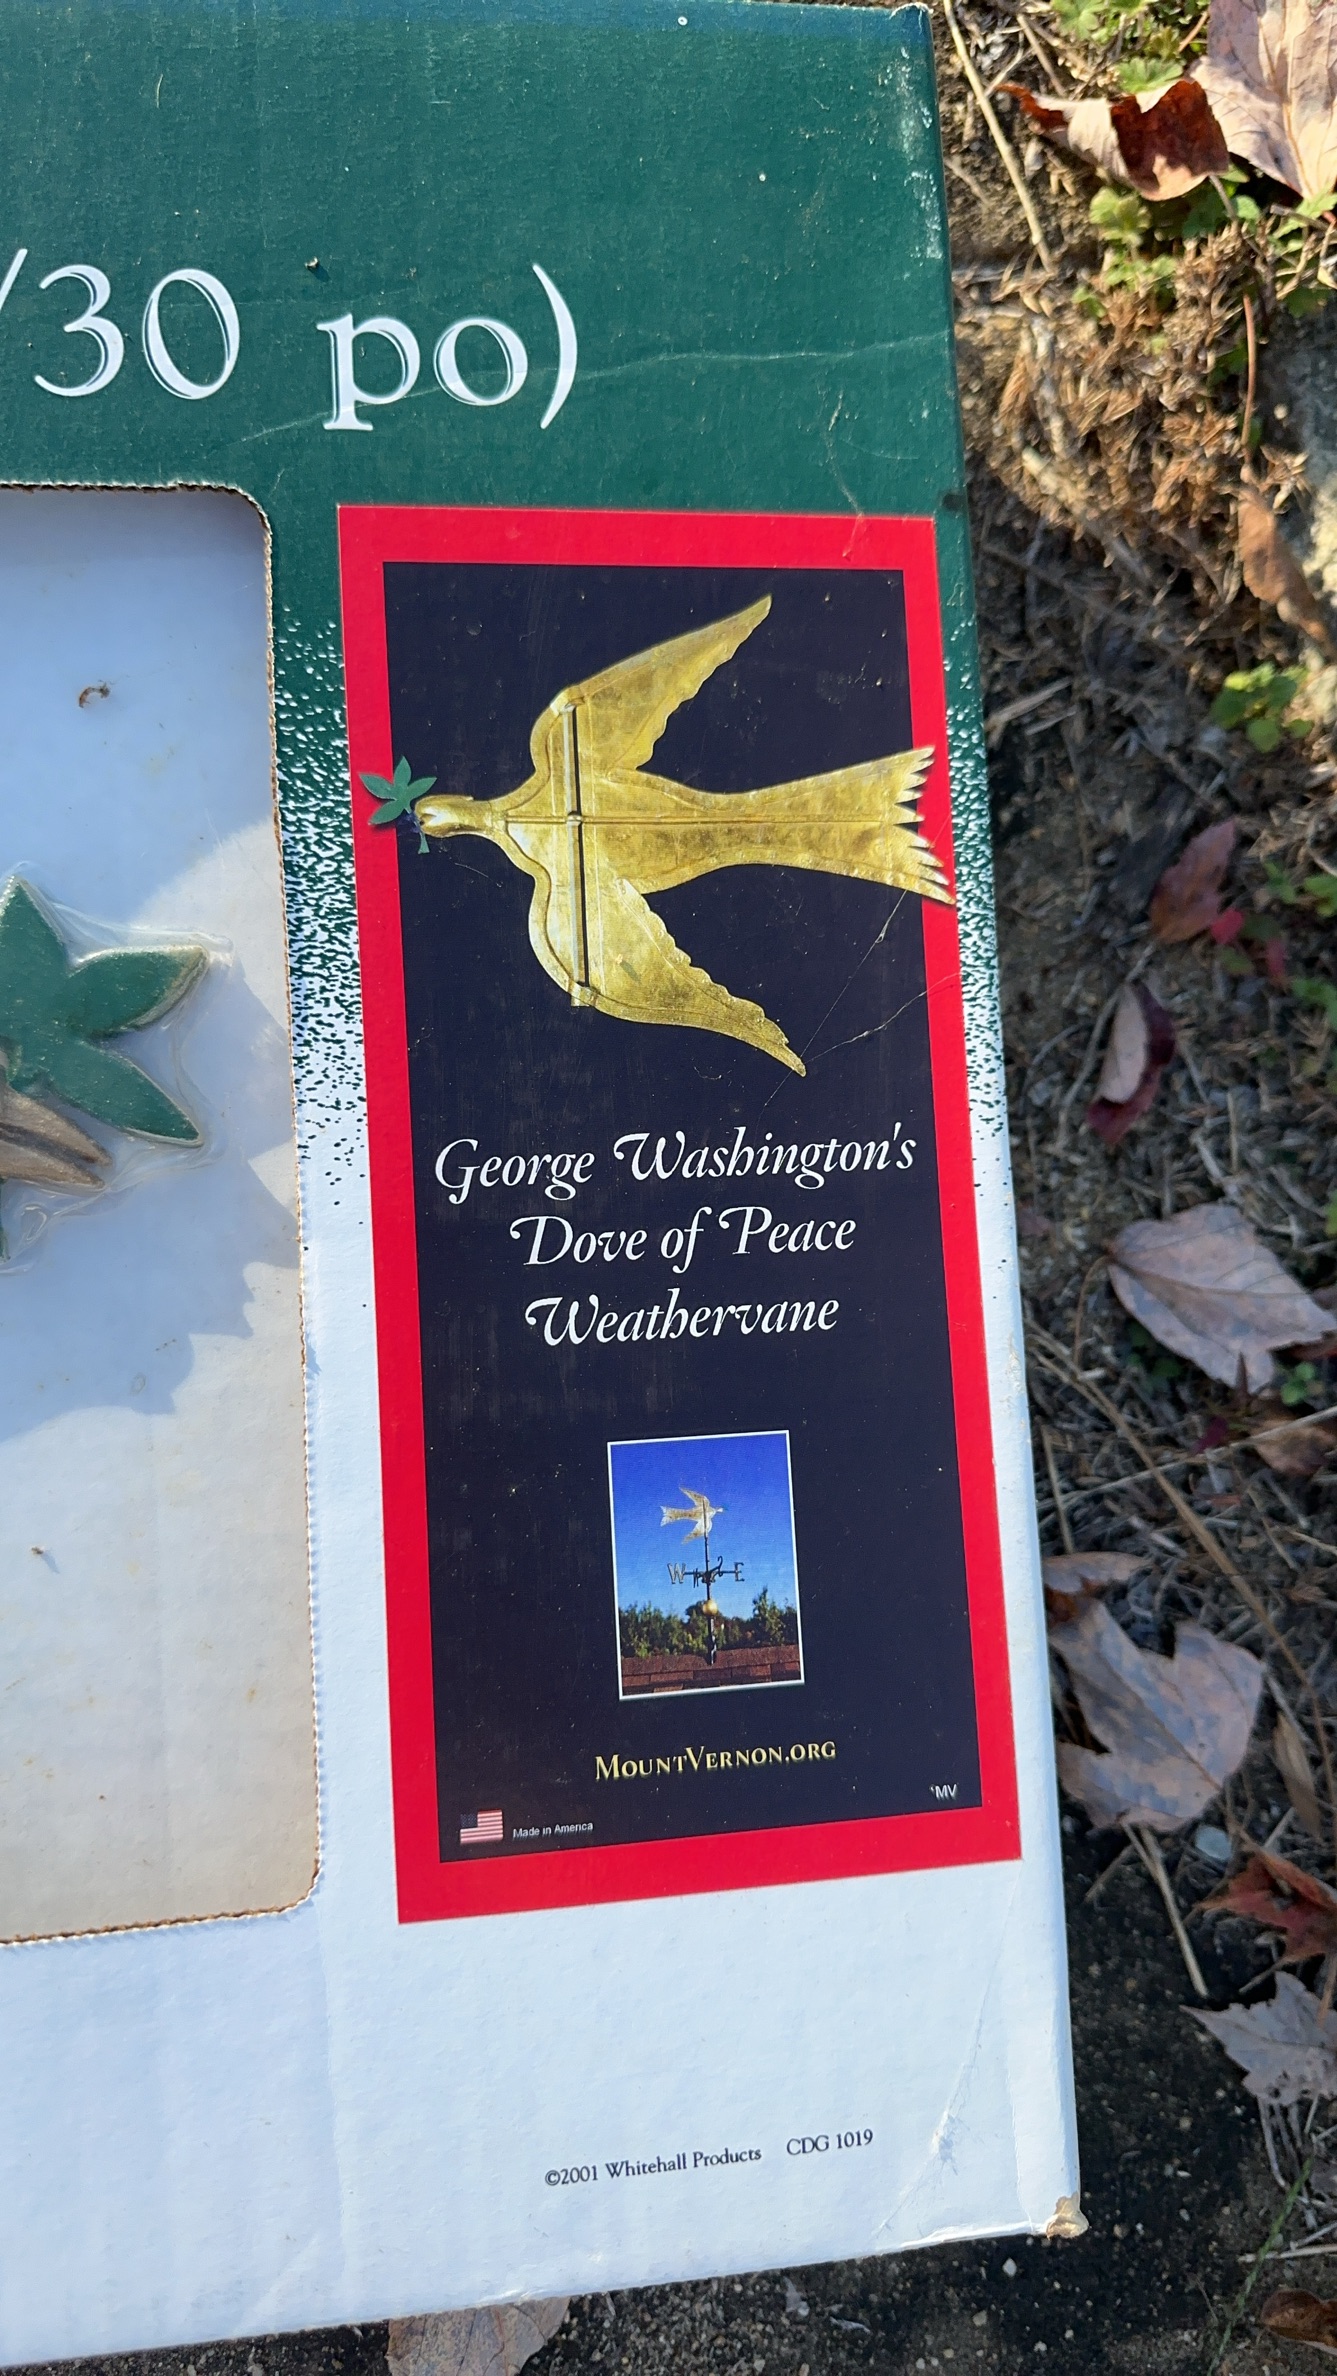 /30 po)
George Washington's
Dove of Peace
Weathervane
W E
MOUNTVERNON.ORG
*MV
Made in America
©2001 Whitehall Products CDG 1019